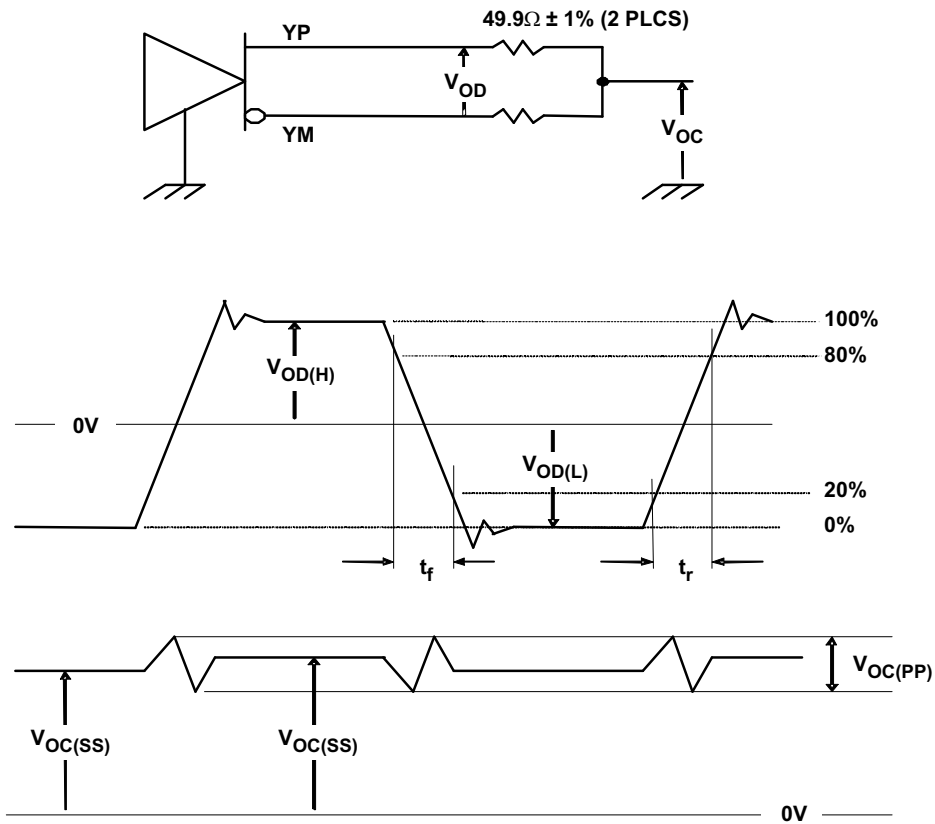 49.9Ω ± 1% (2 PLCS)
YP
VOD
YM
VOC
100%
80%
VOD(H)
0V
VOD(L)
20%
0%
tf
tr
VOC(PP)
VOC(SS)
VOC(SS)
0V